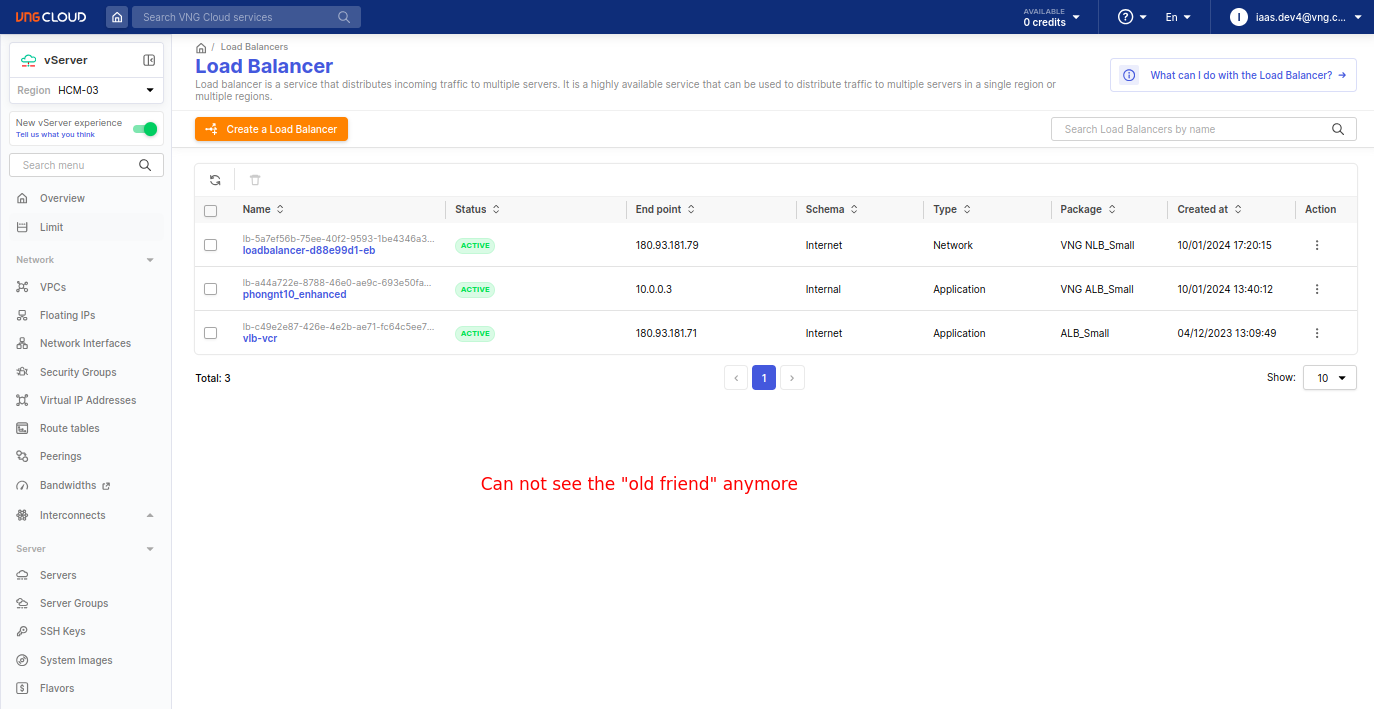 VNG CLOUD
Search VNG Cloud services
AVAILABLE
0 credits
?
En
I
iaas.dev4@vng.c...
vServer
Region HCM-03
New vServer experience
Tell us what you think
Search menu
Overview
Limit
Network
VPCs
Floating IPs
Network Interfaces
Security Groups
Virtual IP Addresses
Route tables
Peerings
Bandwidths
Interconnects
Server
Servers
Server Groups
SSH Keys
System Images
Flavors
/ Load Balancers
Load Balancer
Load balancer is a service that distributes incoming traffic to multiple servers. It is a highly available service that can be used to distribute traffic to multiple servers in a single region or
multiple regions.
What can I do with the Load Balancer? →
Create a Load Balancer
Search Load Balancers by name
Name Status End point Schema Type Package Created at Action
lb-5a7ef56b-75ee-40f2-9593-1be4346a3...
loadbalancer-d88e99d1-eb ACTIVE 180.93.181.79 Internet Network VNG NLB_Small 10/01/2024 17:20:15
lb-a44a722e-8788-46e0-ae9c-693e50fa...
phongnt10_enhanced ACTIVE 10.0.0.3 Internal Application VNG ALB_Small 10/01/2024 13:40:12
lb-c49e2e87-426e-4e2b-ae71-fc64c5ee7...
vlb-vcr ACTIVE 180.93.181.71 Internet Application ALB_Small 04/12/2023 13:09:49
Total: 3
‹ 1 ›
Show: 10
Can not see the "old friend" anymore